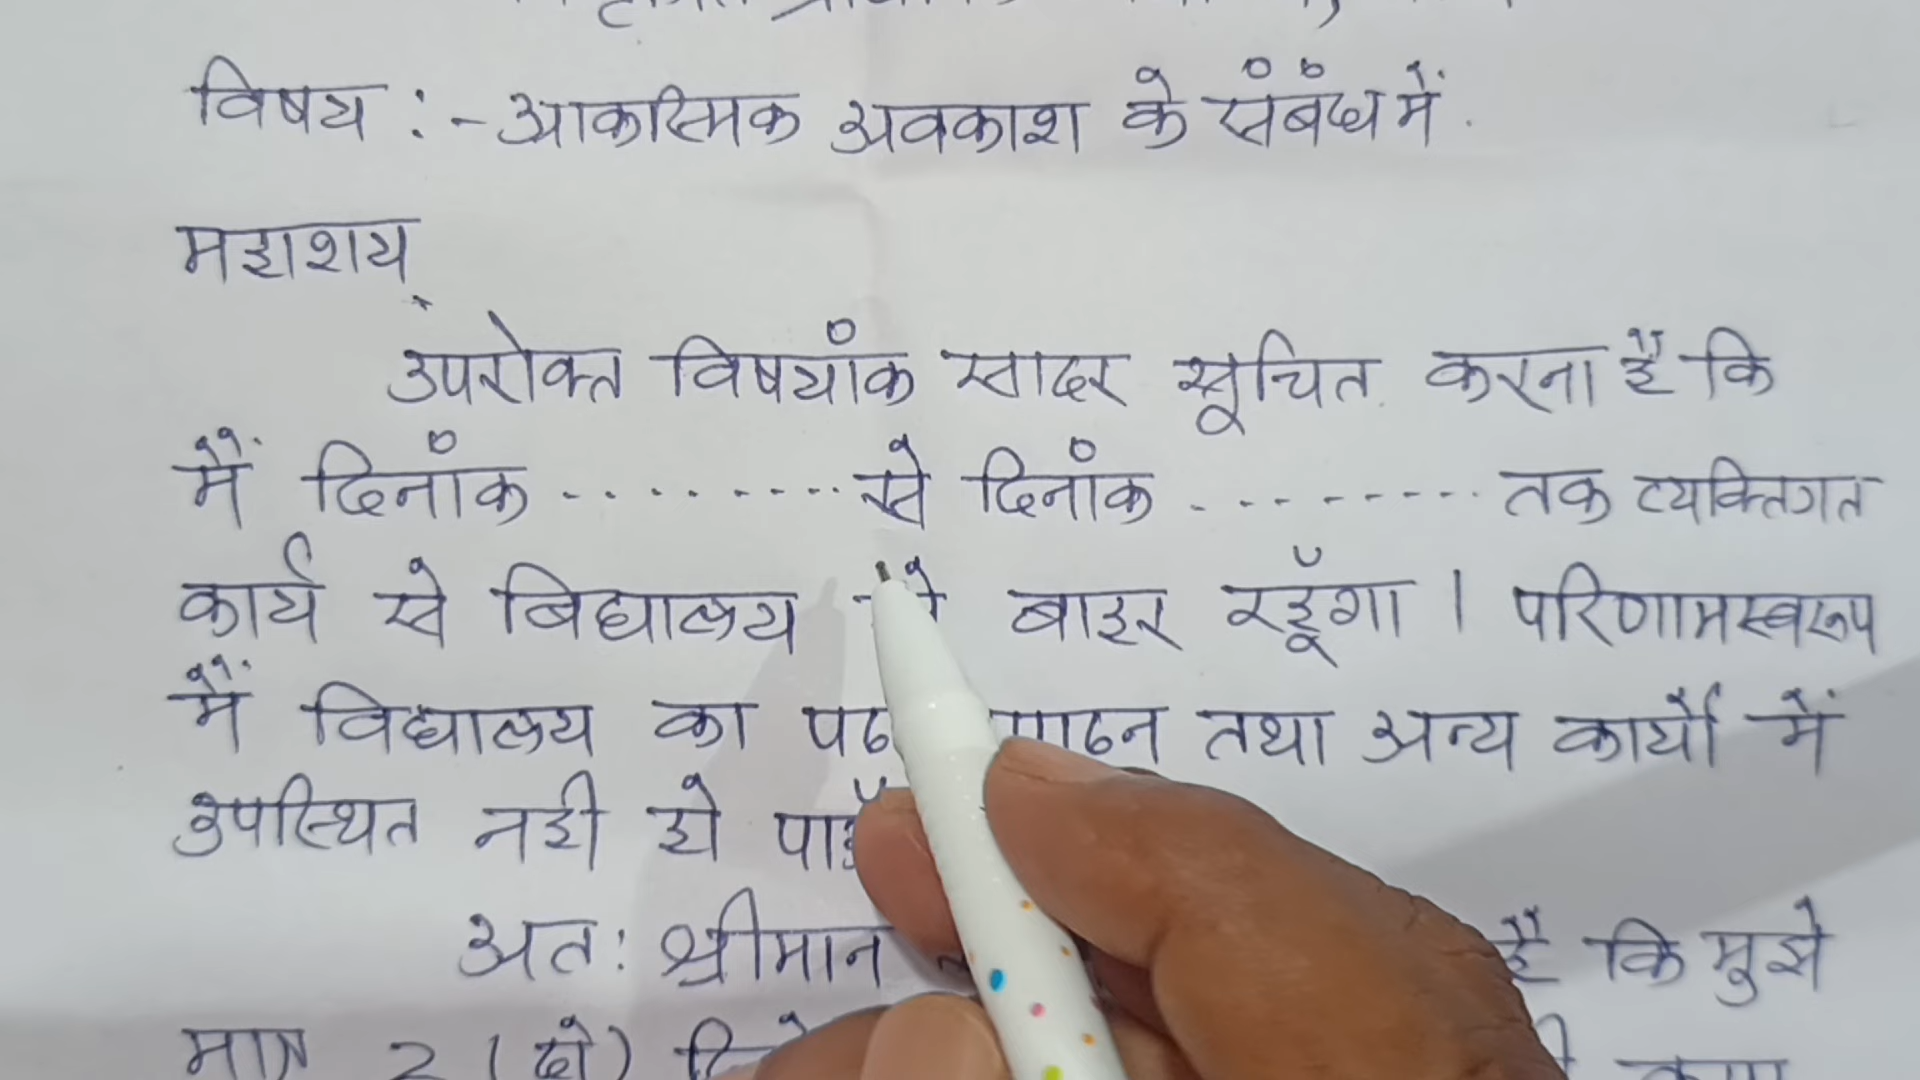 विषय :- आकस्मिक अवकाश के संबंध में.
महाशय,
उपरोक्त विषयांक सादर सूचित करना है कि
मैं दिनांक ......... से दिनांक ......... तक व्यक्तिगत
कार्य से विद्यालय बाहर रहूँगा । परिणामस्वरूप
मैं विद्यालय का तथा अन्य कार्यों में
उपस्थित नही हो
अतः श्रीमान है कि मुझे
मात्र 2 (दो)